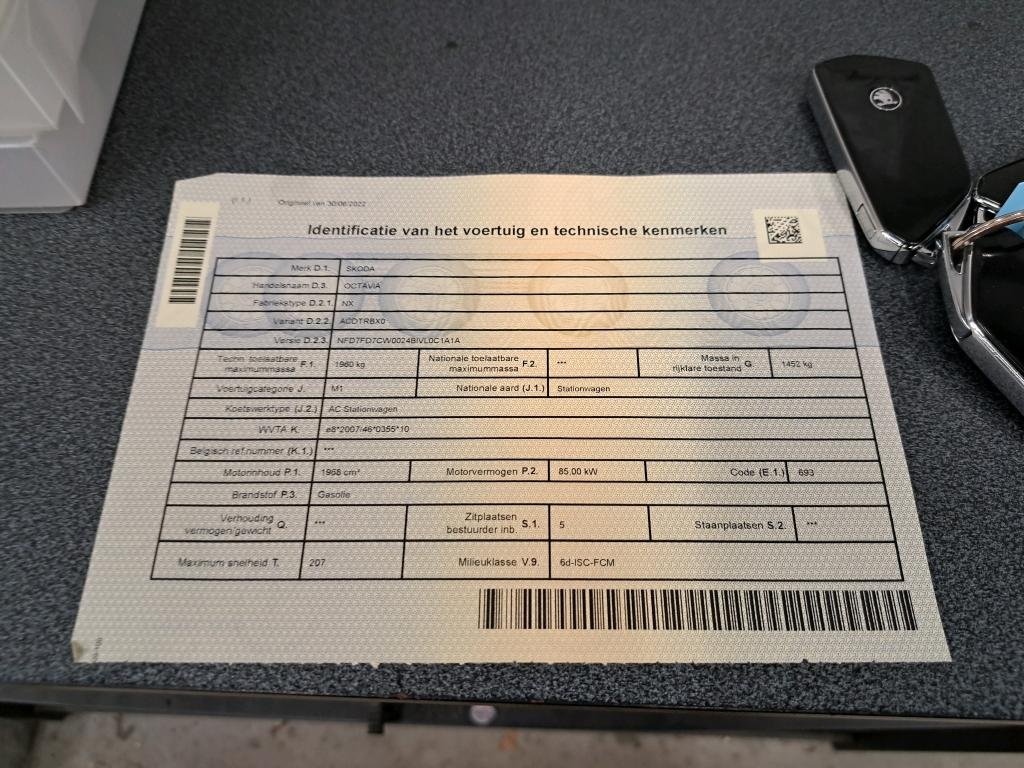 (I.1.) Origineel van 30/06/2022
Identificatie van het voertuig en technische kenmerken
Merk D.1. SKODA
Handelsnaam D.3. OCTAVIA
Fabriekstype D.2.1. NX
Variant D.2.2. ACDTRBX0
Versie D.2.3. NFD7FD7CW0024BIVL0C1A1A
Techn. toelaatbare maximummassa F.1. 1960 kg Nationale toelaatbare maximummassa F.2. *** Massa in rijklare toestand G. 1452 kg
Voertuigcategorie J. M1 Nationale aard (J.1.) Stationwagen
Koetswerktype (J.2.) AC Stationwagen
WVTA K. e8*2007/46*0355*10
Belgisch ref.nummer (K.1.) ***
Motorinhoud P.1. 1968 cm³ Motorvermogen P.2. 85,00 kW Code (E.1.) 693
Brandstof P.3. Gasolie
Verhouding vermogen/gewicht Q. *** Zitplaatsen bestuurder inb. S.1. 5 Staanplaatsen S.2. ***
Maximum snelheid T. 207 Milieuklasse V.9. 6d-ISC-FCM